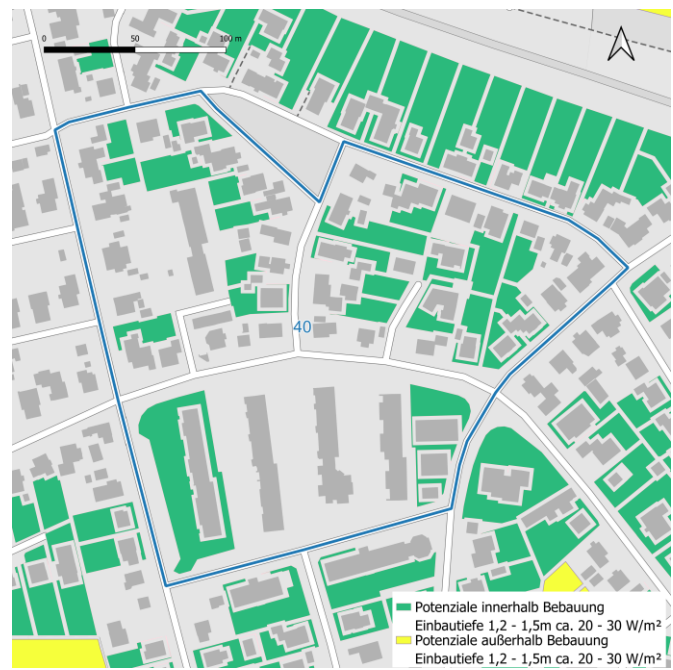 0 50 100 m
40
Potenziale innerhalb Bebauung
Einbautiefe 1,2 - 1,5m ca. 20 - 30 W/m²
Potenziale außerhalb Bebauung
Einbautiefe 1,2 - 1,5m ca. 20 - 30 W/m²